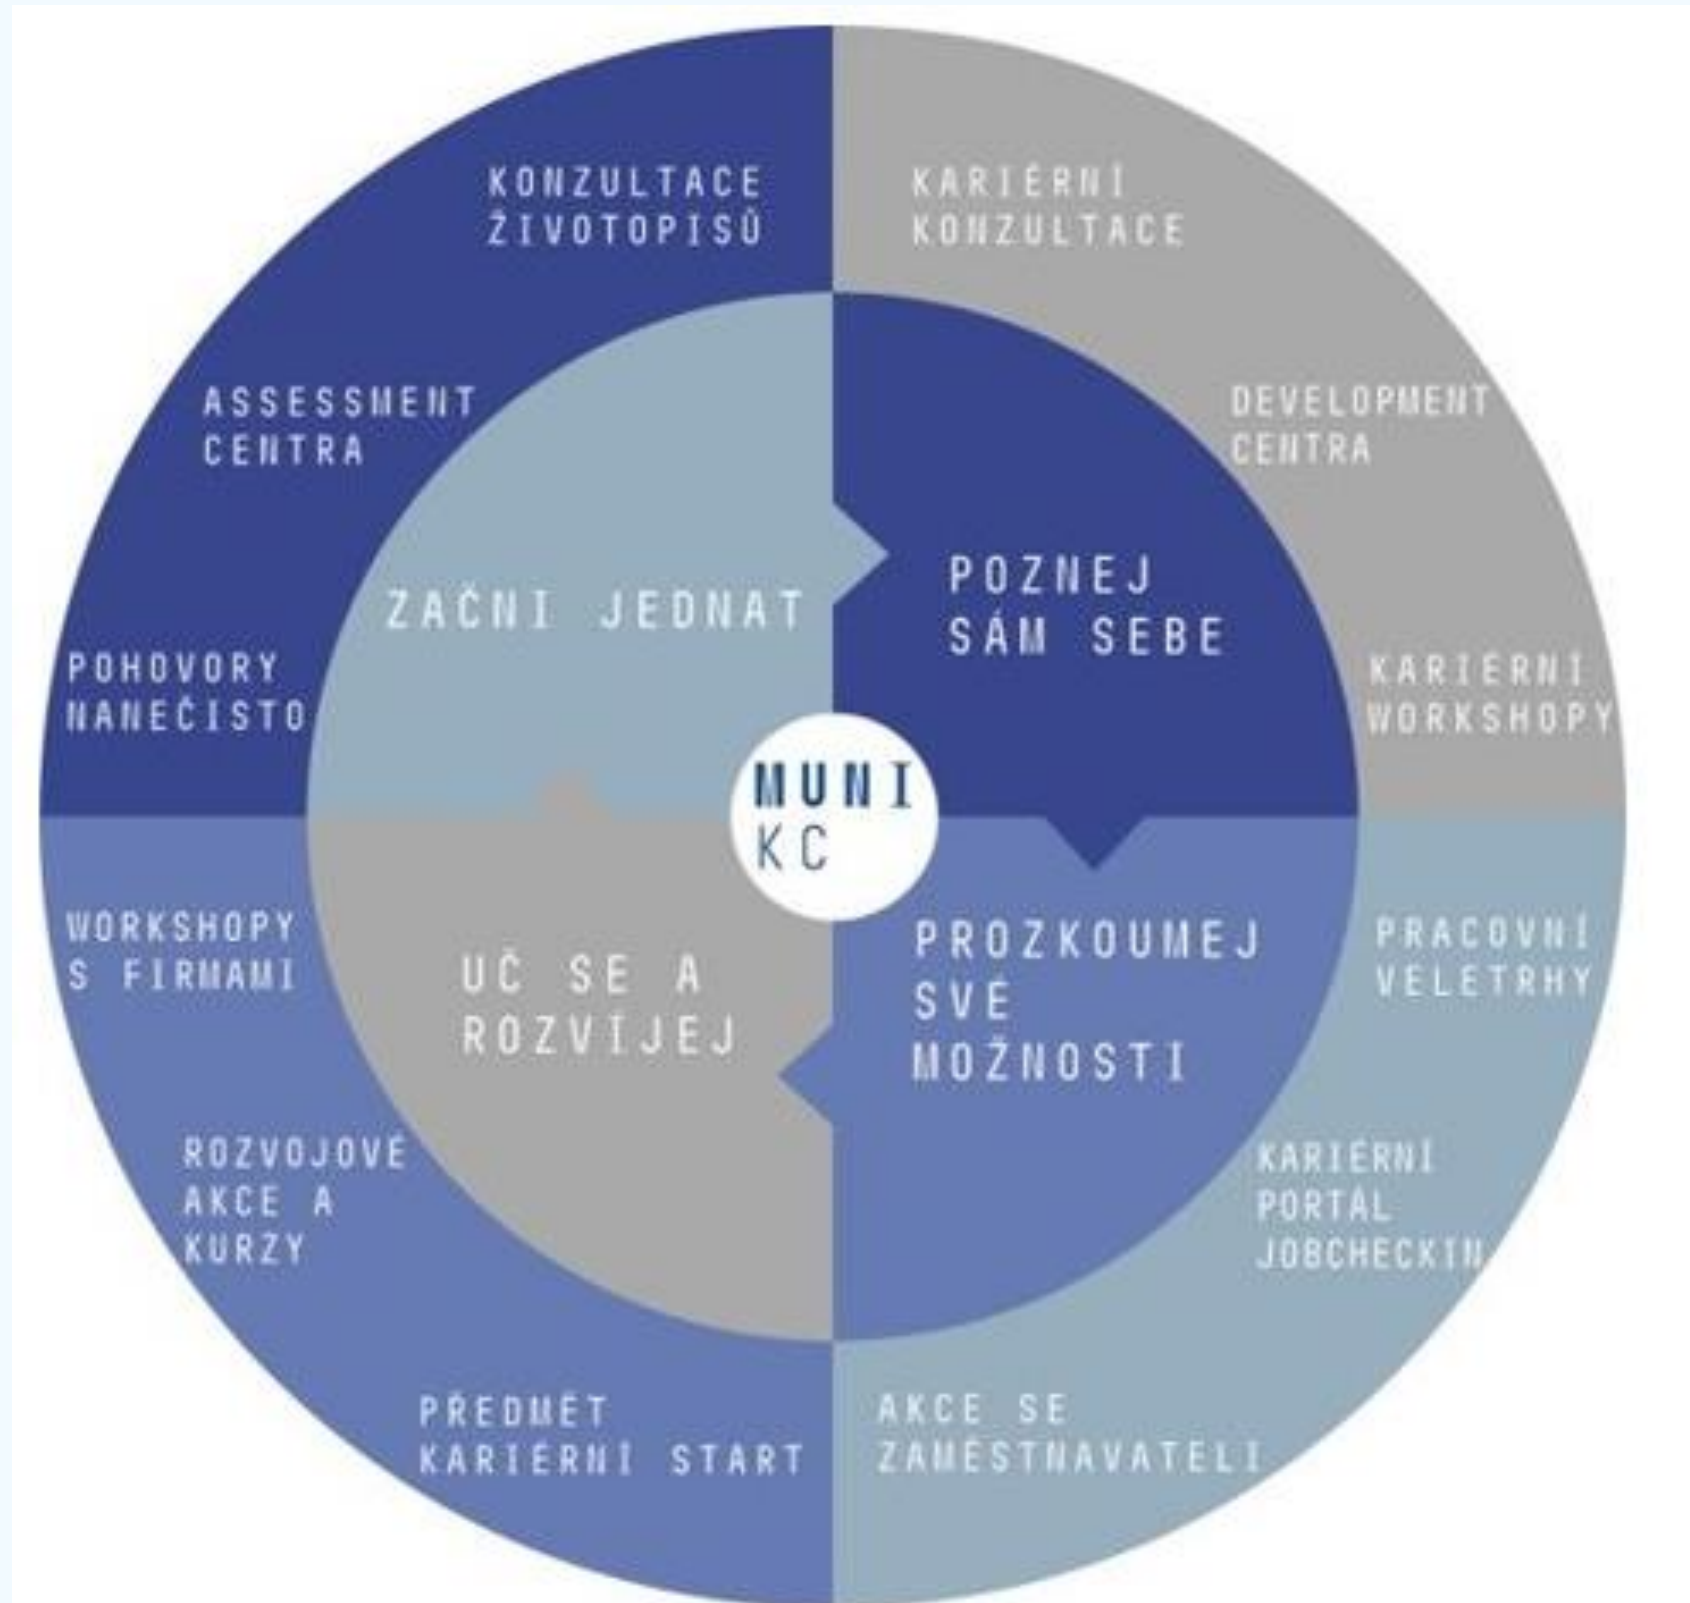 KONZULTACE
ŽIVOTOPISŮ
KARIÉRNÍ
KONZULTACE
ASSESSMENT
CENTRA
DEVELOPMENT
CENTRA
ZAČNI JEDNAT
POZNEJ
SÁM SEBE
POHOVORY
NANEČISTO
KARIÉRNÍ
WORKSHOPY
MUNI
KC
WORKSHOPY
S FIRMAMI
UČ SE A
ROZVÍJEJ
PROZKOUMEJ
SVÉ
MOŽNOSTI
PRACOVNÍ
VELETRHY
ROZVOJOVÉ
AKCE A
KURZY
KARIÉRNÍ
PORTÁL
JOBCHECKIN
PŘEDMĚT
KARIÉRNÍ START
AKCE SE
ZAMĚSTNAVATELI